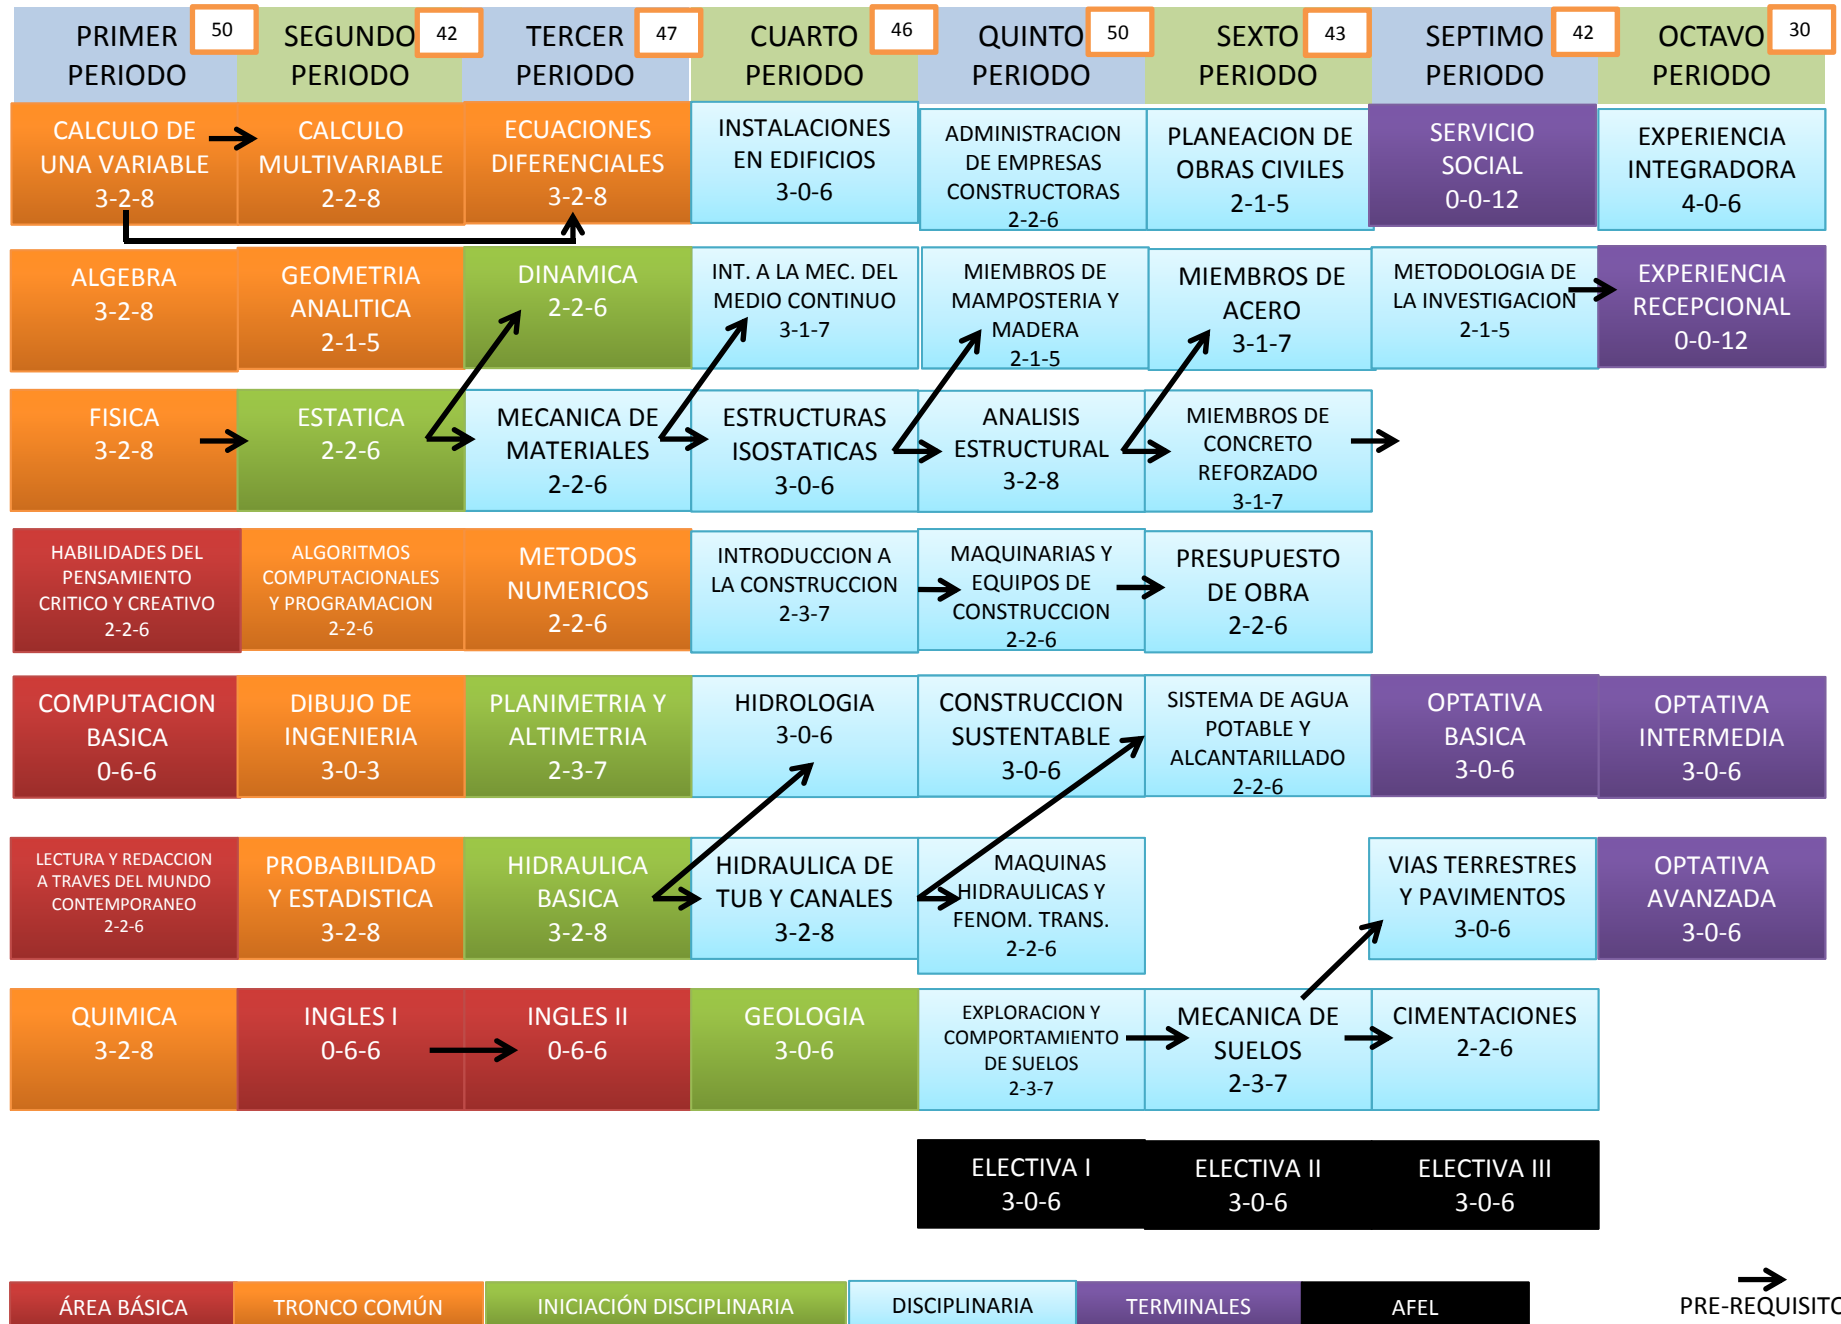 PRIMER
PERIODO
50
SEGUNDO
PERIODO
42
TERCER
PERIODO
47
CUARTO
PERIODO
46
QUINTO
PERIODO
50
SEXTO
PERIODO
43
SEPTIMO
PERIODO
42
OCTAVO
PERIODO
30
CALCULO DE
UNA VARIABLE
3-2-8
CALCULO
MULTIVARIABLE
2-2-8
ECUACIONES
DIFERENCIALES
3-2-8
INSTALACIONES
EN EDIFICIOS
3-0-6
ADMINISTRACION
DE EMPRESAS
CONSTRUCTORAS
2-2-6
PLANEACION DE
OBRAS CIVILES
2-1-5
SERVICIO
SOCIAL
0-0-12
EXPERIENCIA
INTEGRADORA
4-0-6
ALGEBRA
3-2-8
GEOMETRIA
ANALITICA
2-1-5
DINAMICA
2-2-6
INT. A LA MEC. DEL
MEDIO CONTINUO
3-1-7
MIEMBROS DE
MAMPOSTERIA Y
MADERA
2-1-5
MIEMBROS DE
ACERO
3-1-7
METODOLOGIA DE
LA INVESTIGACION
2-1-5
EXPERIENCIA
RECEPCIONAL
0-0-12
FISICA
3-2-8
ESTATICA
2-2-6
MECANICA DE
MATERIALES
2-2-6
ESTRUCTURAS
ISOSTATICAS
3-0-6
ANALISIS
ESTRUCTURAL
3-2-8
MIEMBROS DE
CONCRETO
REFORZADO
3-1-7
HABILIDADES DEL
PENSAMIENTO
CRITICO Y CREATIVO
2-2-6
ALGORITMOS
COMPUTACIONALES
Y PROGRAMACION
2-2-6
METODOS
NUMERICOS
2-2-6
INTRODUCCION A
LA CONSTRUCCION
2-3-7
MAQUINARIAS Y
EQUIPOS DE
CONSTRUCCION
2-2-6
PRESUPUESTO
DE OBRA
2-2-6
COMPUTACION
BASICA
0-6-6
DIBUJO DE
INGENIERIA
3-0-3
PLANIMETRIA Y
ALTIMETRIA
2-3-7
HIDROLOGIA
3-0-6
CONSTRUCCION
SUSTENTABLE
3-0-6
SISTEMA DE AGUA
POTABLE Y
ALCANTARILLADO
2-2-6
OPTATIVA
BASICA
3-0-6
OPTATIVA
INTERMEDIA
3-0-6
LECTURA Y REDACCION
A TRAVES DEL MUNDO
CONTEMPORANEO
2-2-6
PROBABILIDAD
Y ESTADISTICA
3-2-8
HIDRAULICA
BASICA
3-2-8
HIDRAULICA DE
TUB Y CANALES
3-2-8
MAQUINAS
HIDRAULICAS Y
FENOM. TRANS.
2-2-6
VIAS TERRESTRES
Y PAVIMENTOS
3-0-6
OPTATIVA
AVANZADA
3-0-6
QUIMICA
3-2-8
INGLES I
0-6-6
INGLES II
0-6-6
GEOLOGIA
3-0-6
EXPLORACION Y
COMPORTAMIENTO
DE SUELOS
2-3-7
MECANICA DE
SUELOS
2-3-7
CIMENTACIONES
2-2-6
ELECTIVA I
3-0-6
ELECTIVA II
3-0-6
ELECTIVA III
3-0-6
ÁREA BÁSICA
TRONCO COMÚN
INICIACIÓN DISCIPLINARIA
DISCIPLINARIA
TERMINALES
AFEL
PRE-REQUISITO